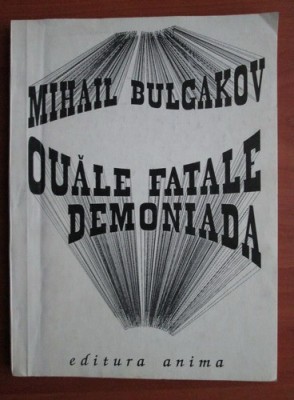 MIHAIL BULGAKOV
OUĂLE FATALE
DEMONIADA
editura anima